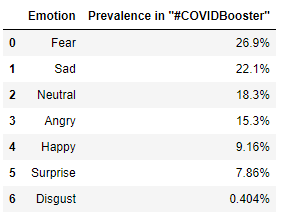 Emotion Prevalence in "#COVIDBooster"
0 Fear 26.9%
1 Sad 22.1%
2 Neutral 18.3%
3 Angry 15.3%
4 Happy 9.16%
5 Surprise 7.86%
6 Disgust 0.404%